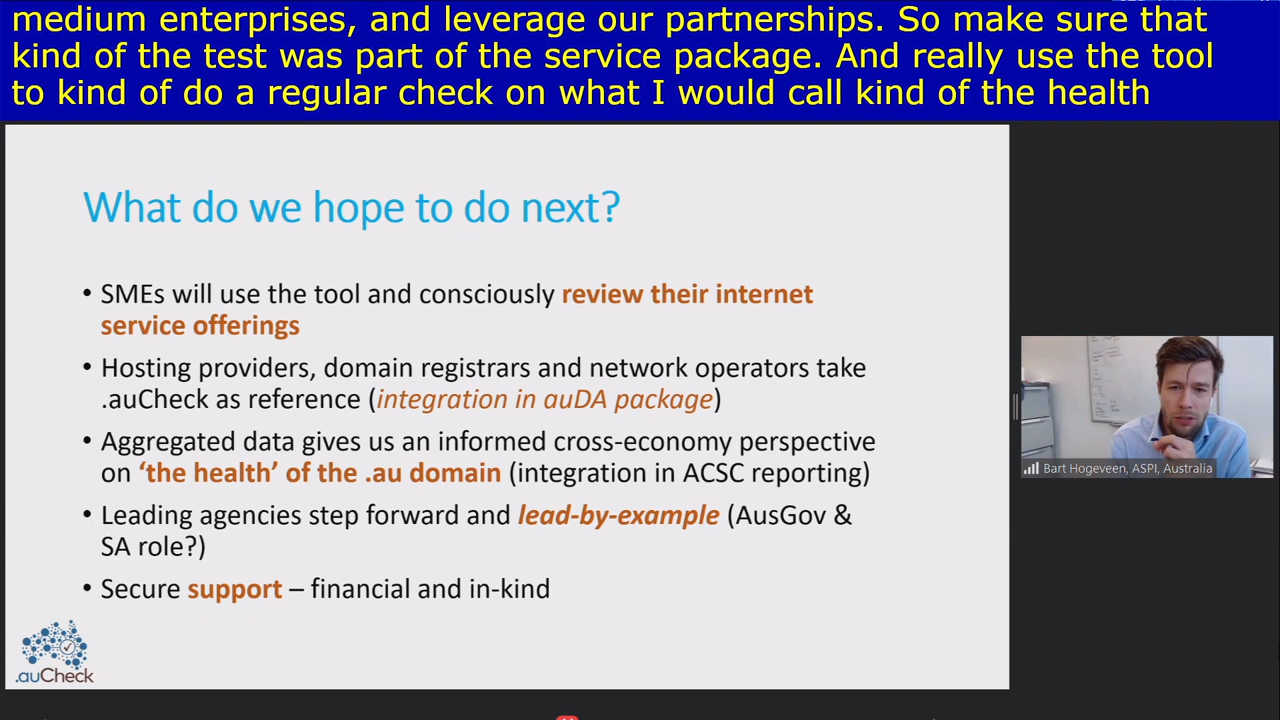 medium enterprises, and leverage our partnerships. So make sure that
kind of the test was part of the service package. And really use the tool
to kind of do a regular check on what I would call kind of the health
What do we hope to do next?
• SMEs will use the tool and consciously review their internet
service offerings
• Hosting providers, domain registrars and network operators take
.auCheck as reference (integration in auDA package)
• Aggregated data gives us an informed cross-economy perspective
on ‘the health’ of the .au domain (integration in ACSC reporting)
• Leading agencies step forward and lead-by-example (AusGov &
SA role?)
• Secure support – financial and in-kind
.auCheck
Bart Hogeveen, ASPI, Australia